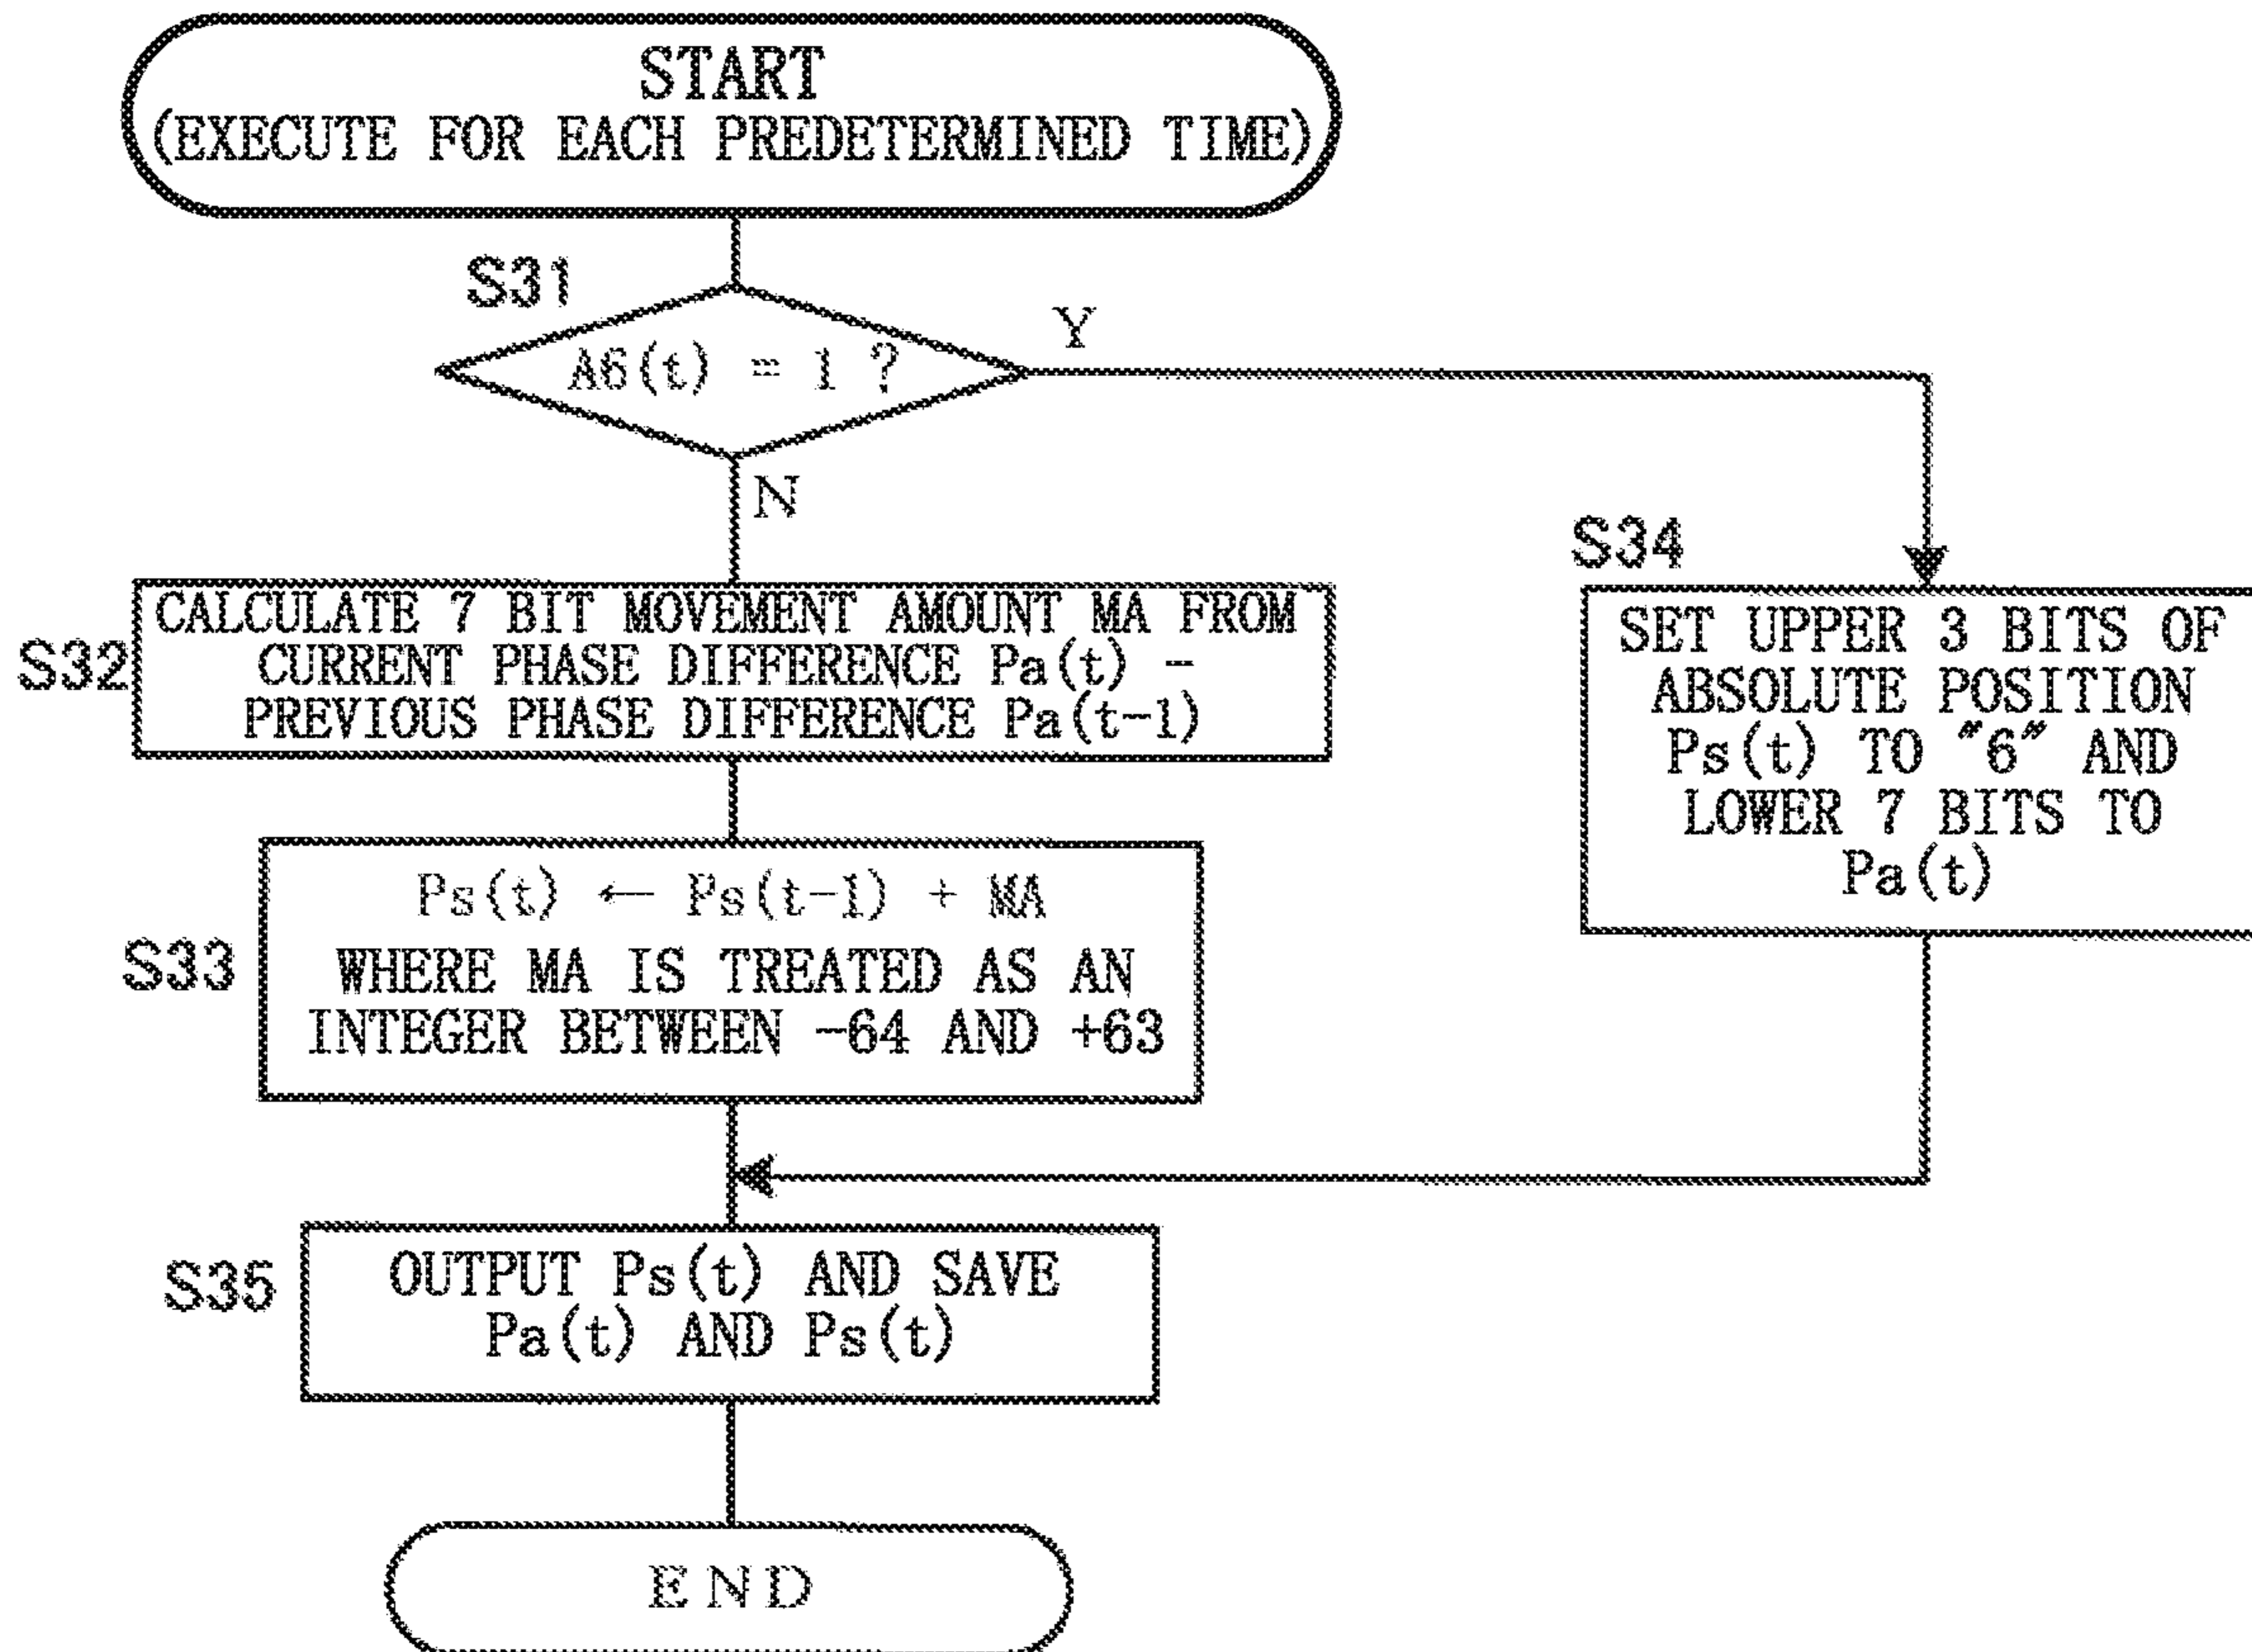 START
(EXECUTE FOR EACH PREDETERMINED TIME)
S31
A6(t) = 1 ?
Y
N
S32
CALCULATE 7 BIT MOVEMENT AMOUNT MA FROM
CURRENT PHASE DIFFERENCE Pa(t) -
PREVIOUS PHASE DIFFERENCE Pa(t-1)
S34
SET UPPER 3 BITS OF
ABSOLUTE POSITION
Ps(t) TO "6" AND
LOWER 7 BITS TO
Pa(t)
S33
Ps(t) ← Ps(t-1) + MA
WHERE MA IS TREATED AS AN
INTEGER BETWEEN -64 AND +63
S35
OUTPUT Ps(t) AND SAVE
Pa(t) AND Ps(t)
END